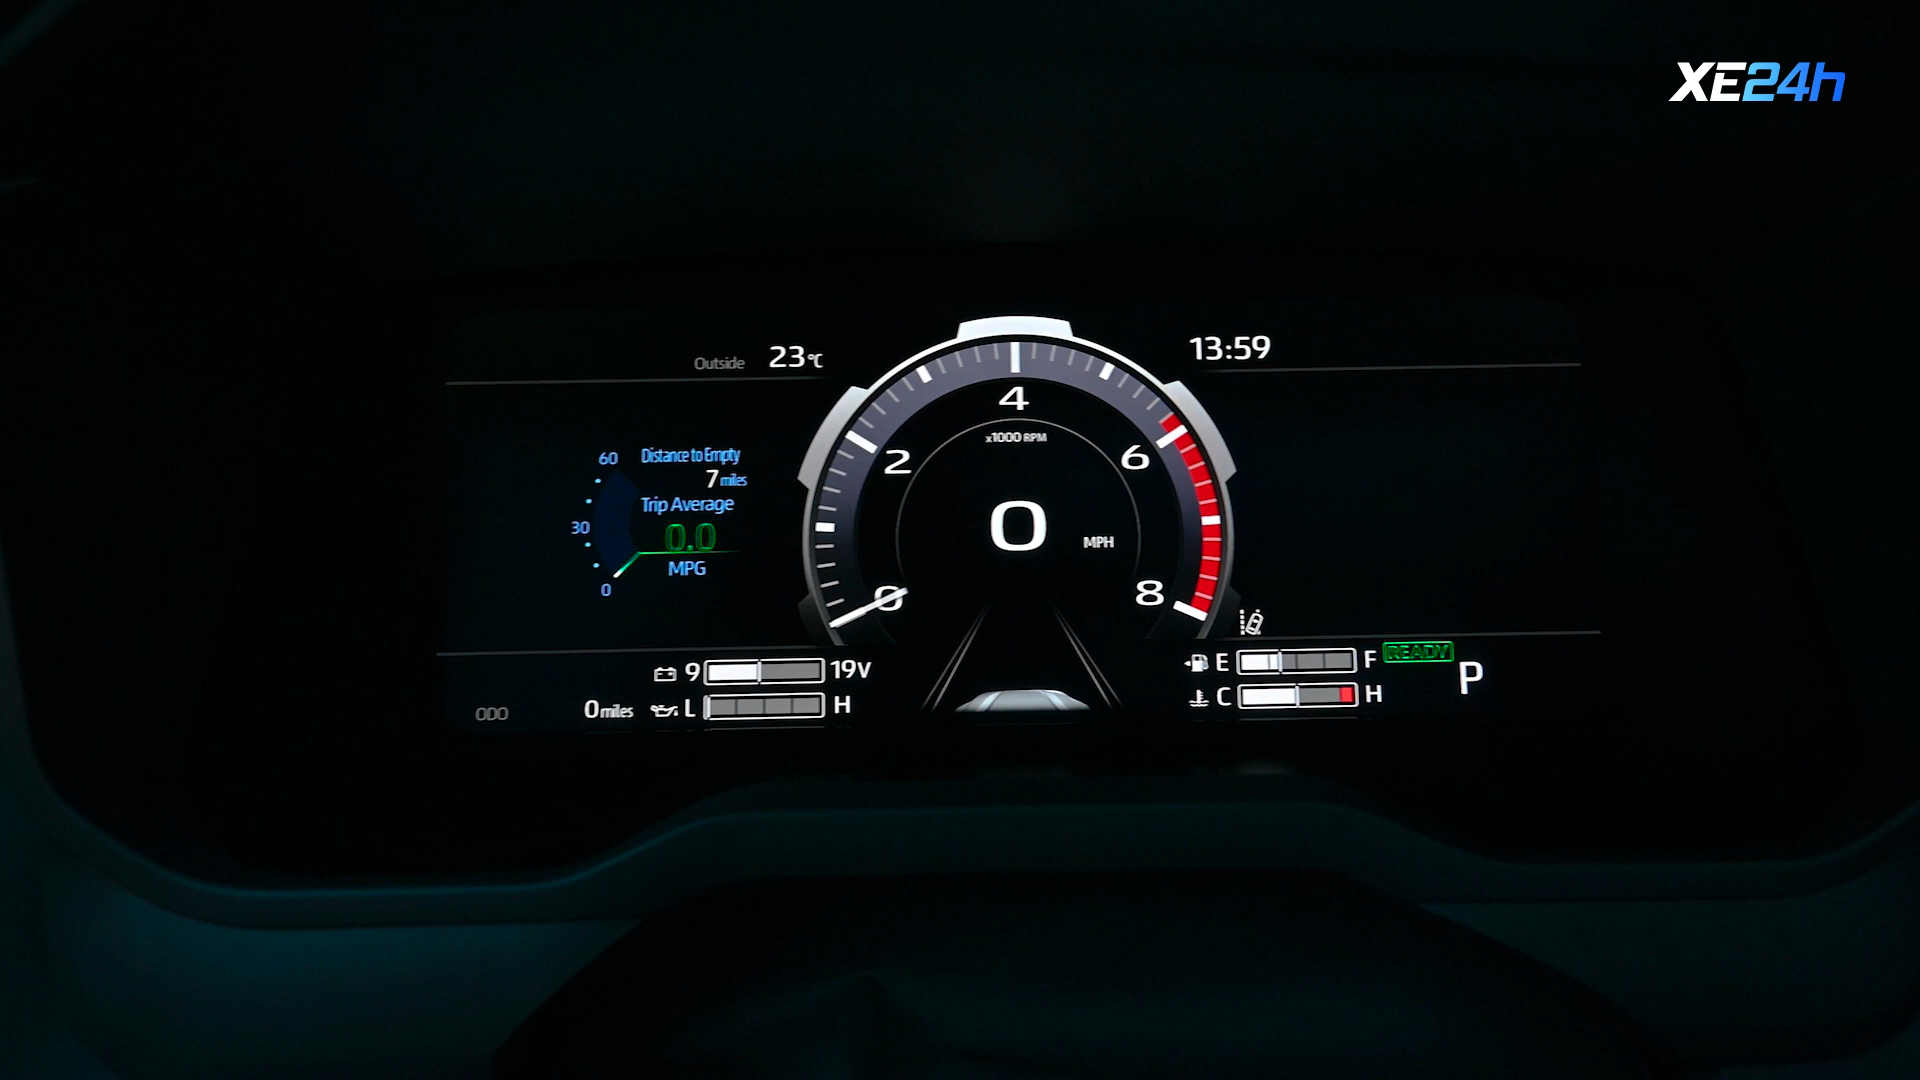 XE24h
Outside 23°C
13:59
4
x1000 RPM
2
6
60
Distance to Empty
7 miles
Trip Average
30
0.0
0
MPH
MPG
0
0
8
9 19V
E F READY
P
ODO 0 miles L H
C H